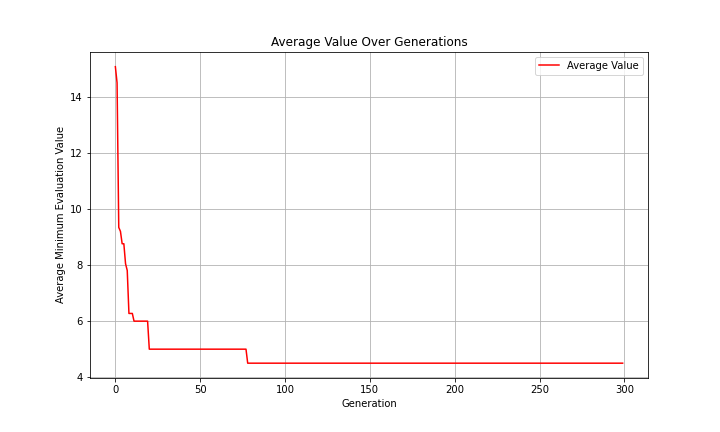 Average Value Over Generations
Average Value
Average Minimum Evaluation Value
14
12
10
8
6
4
0 50 100 150 200 250 300
Generation